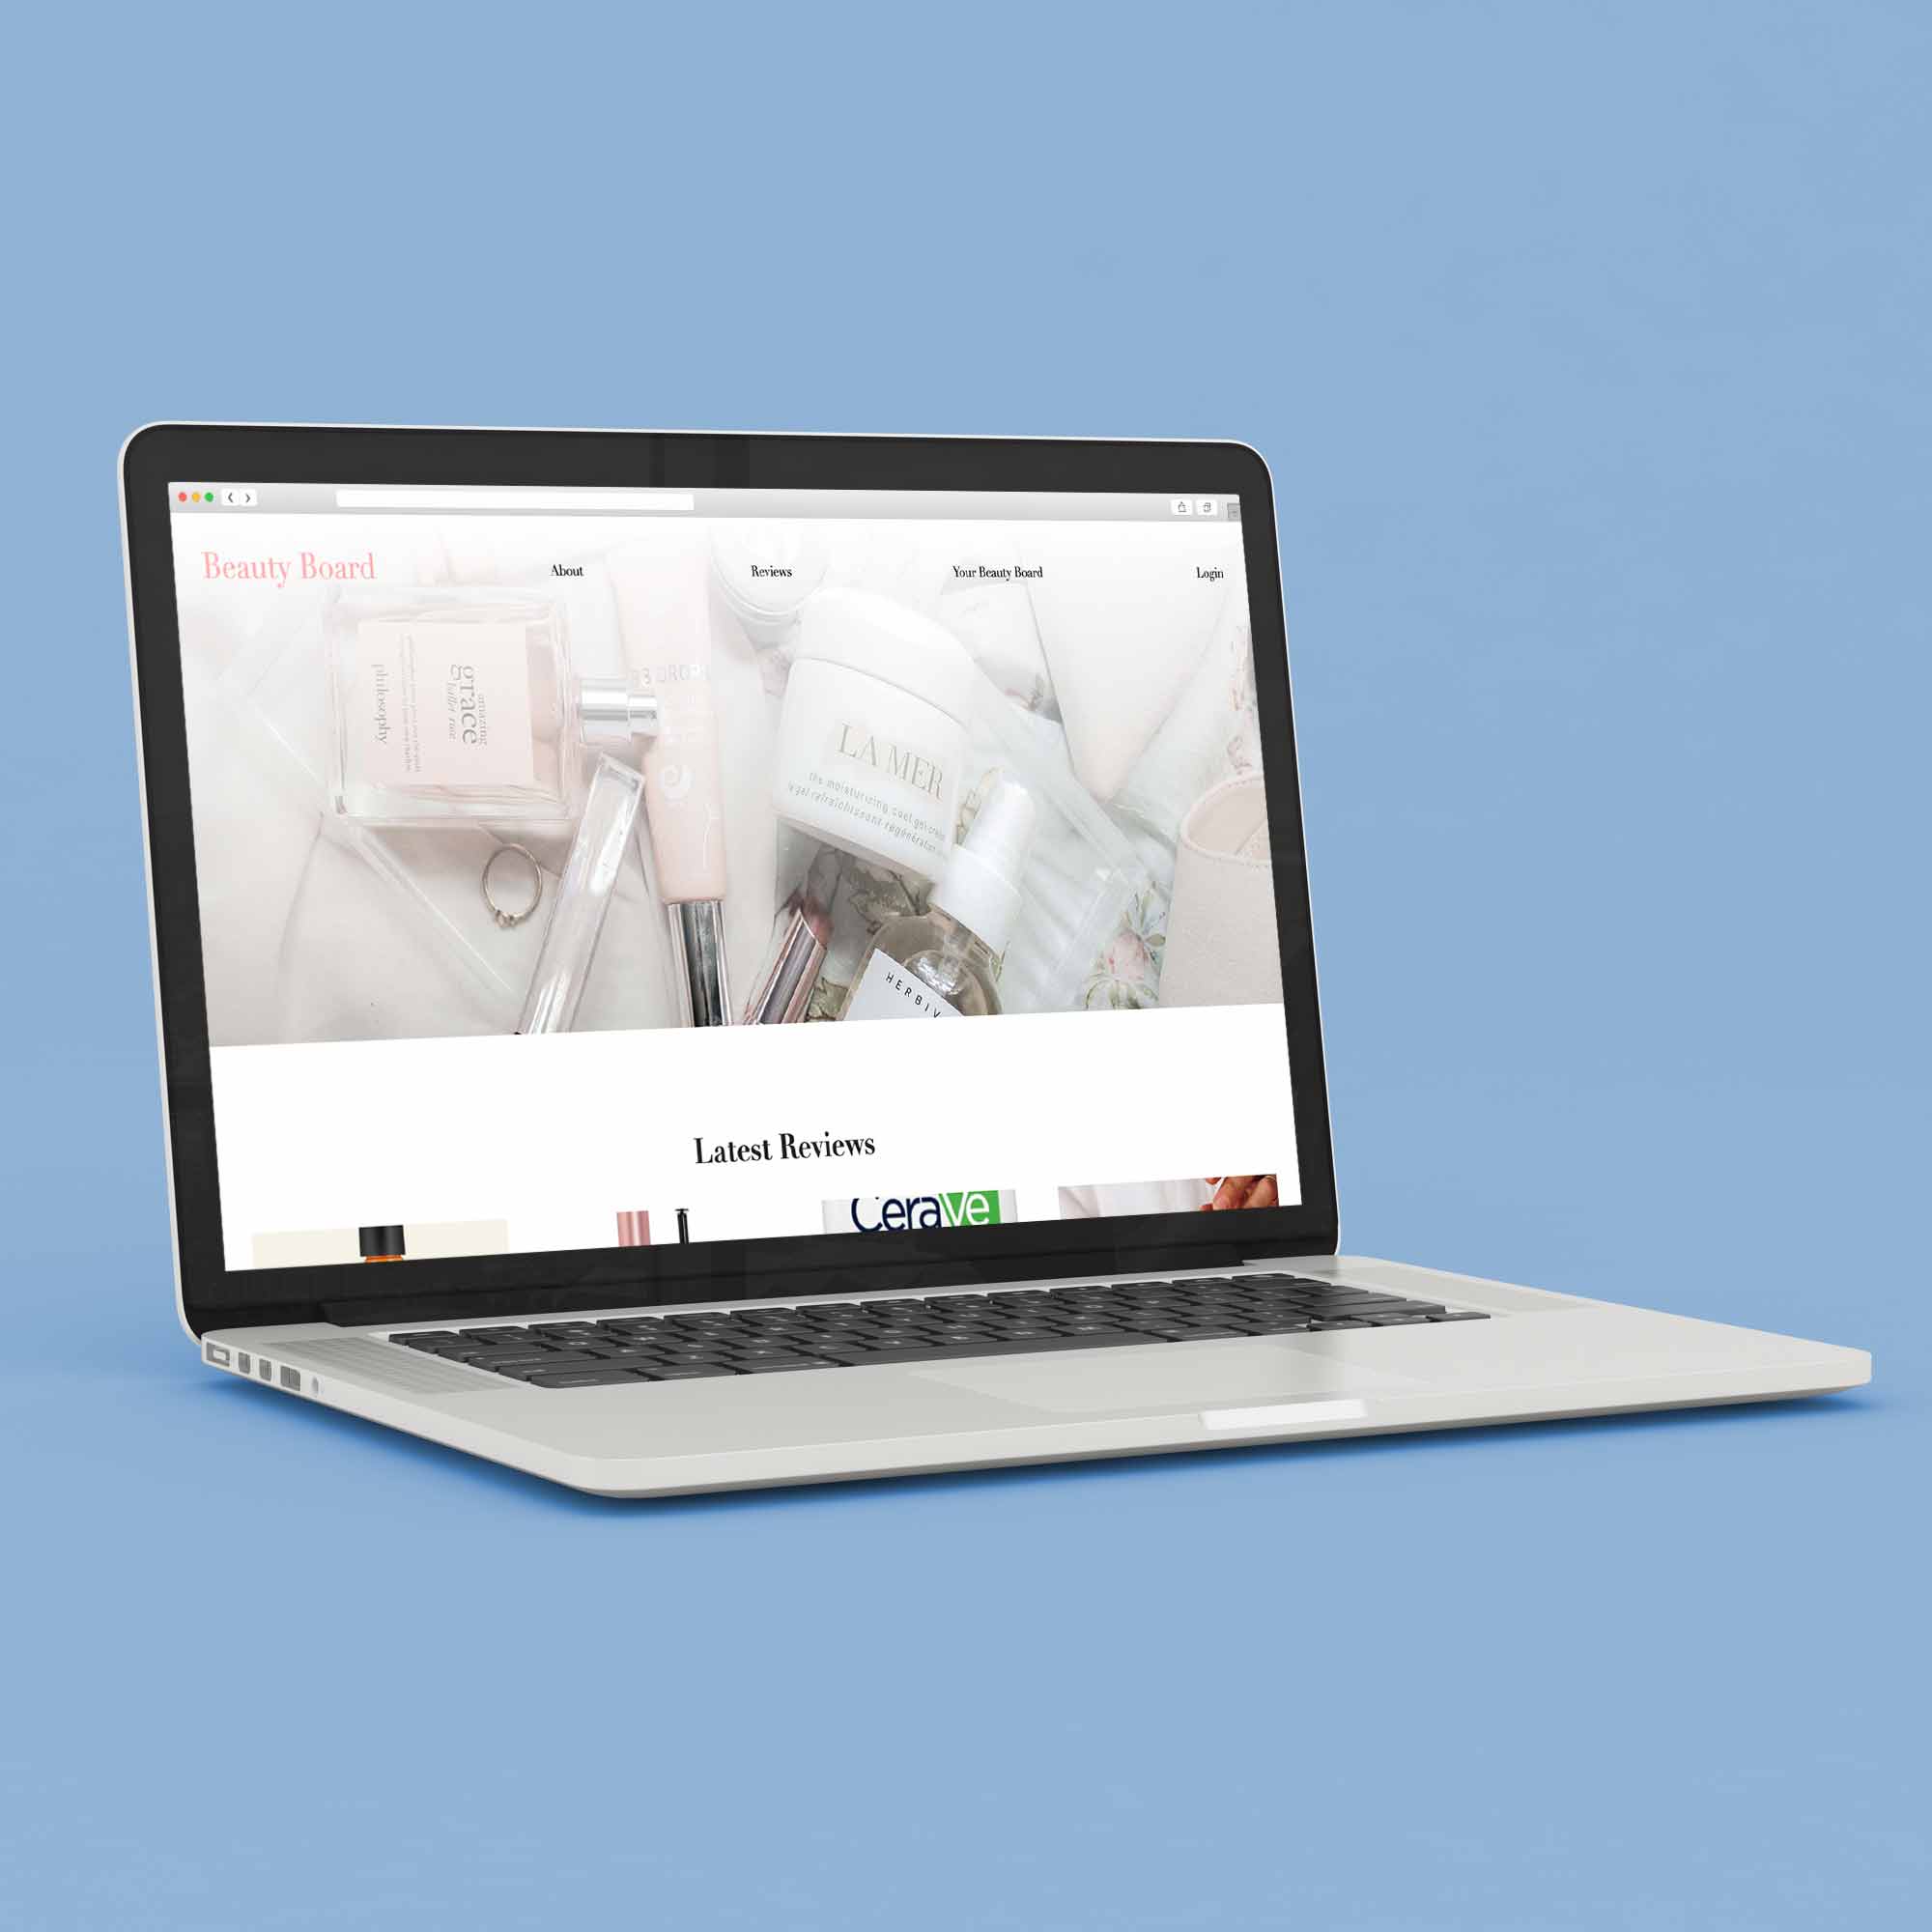 Beauty Board
About
Reviews
Your Beauty Board
Login
amazing
grace
ballet rose
philosophy
LA MER
the moisturizing cool gel cream
HERBIV
Latest Reviews
CeraVe